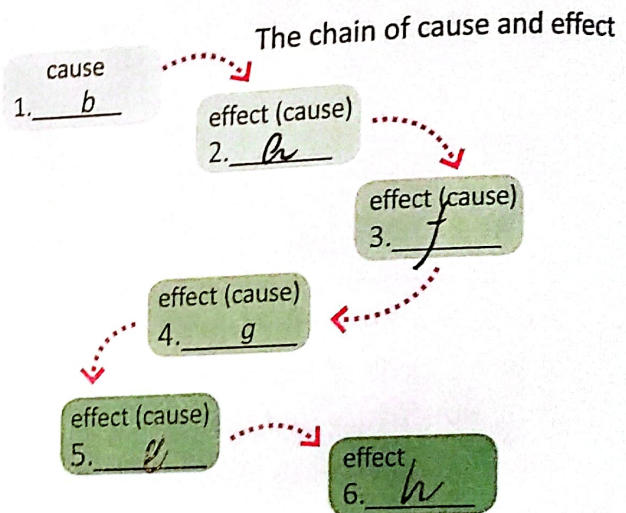 The chain of cause and effect
cause
1. b
effect (cause)
2. a
effect (cause)
3. f
effect (cause)
4. g
effect (cause)
5. e
effect
6. h